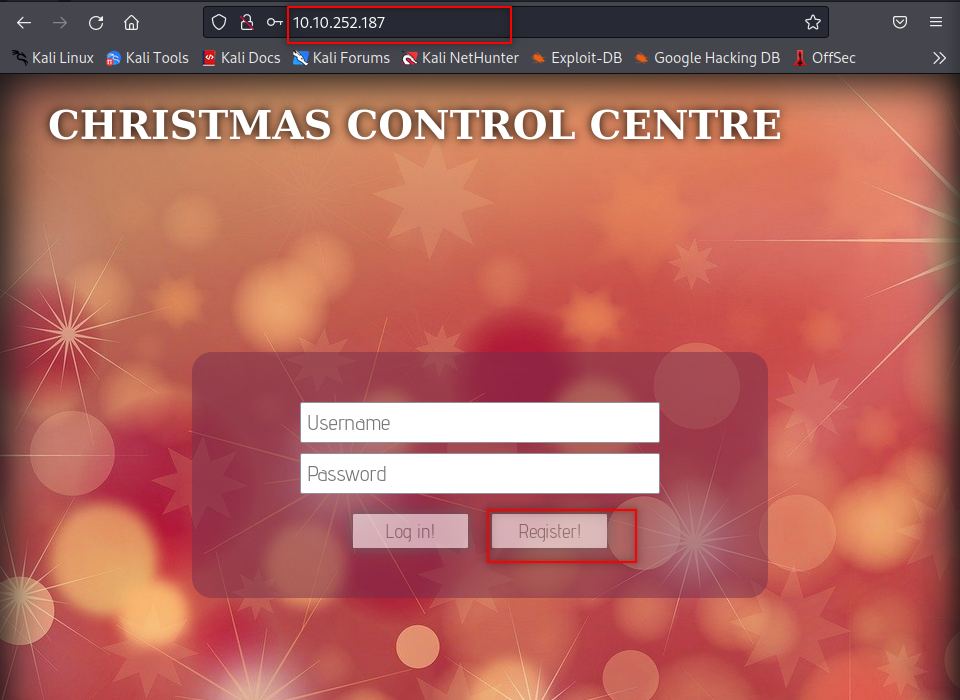 10.10.252.187
Kali Linux Kali Tools Kali Docs Kali Forums Kali NetHunter Exploit-DB Google Hacking DB OffSec
CHRISTMAS CONTROL CENTRE
Username
Password
Log in! Register!